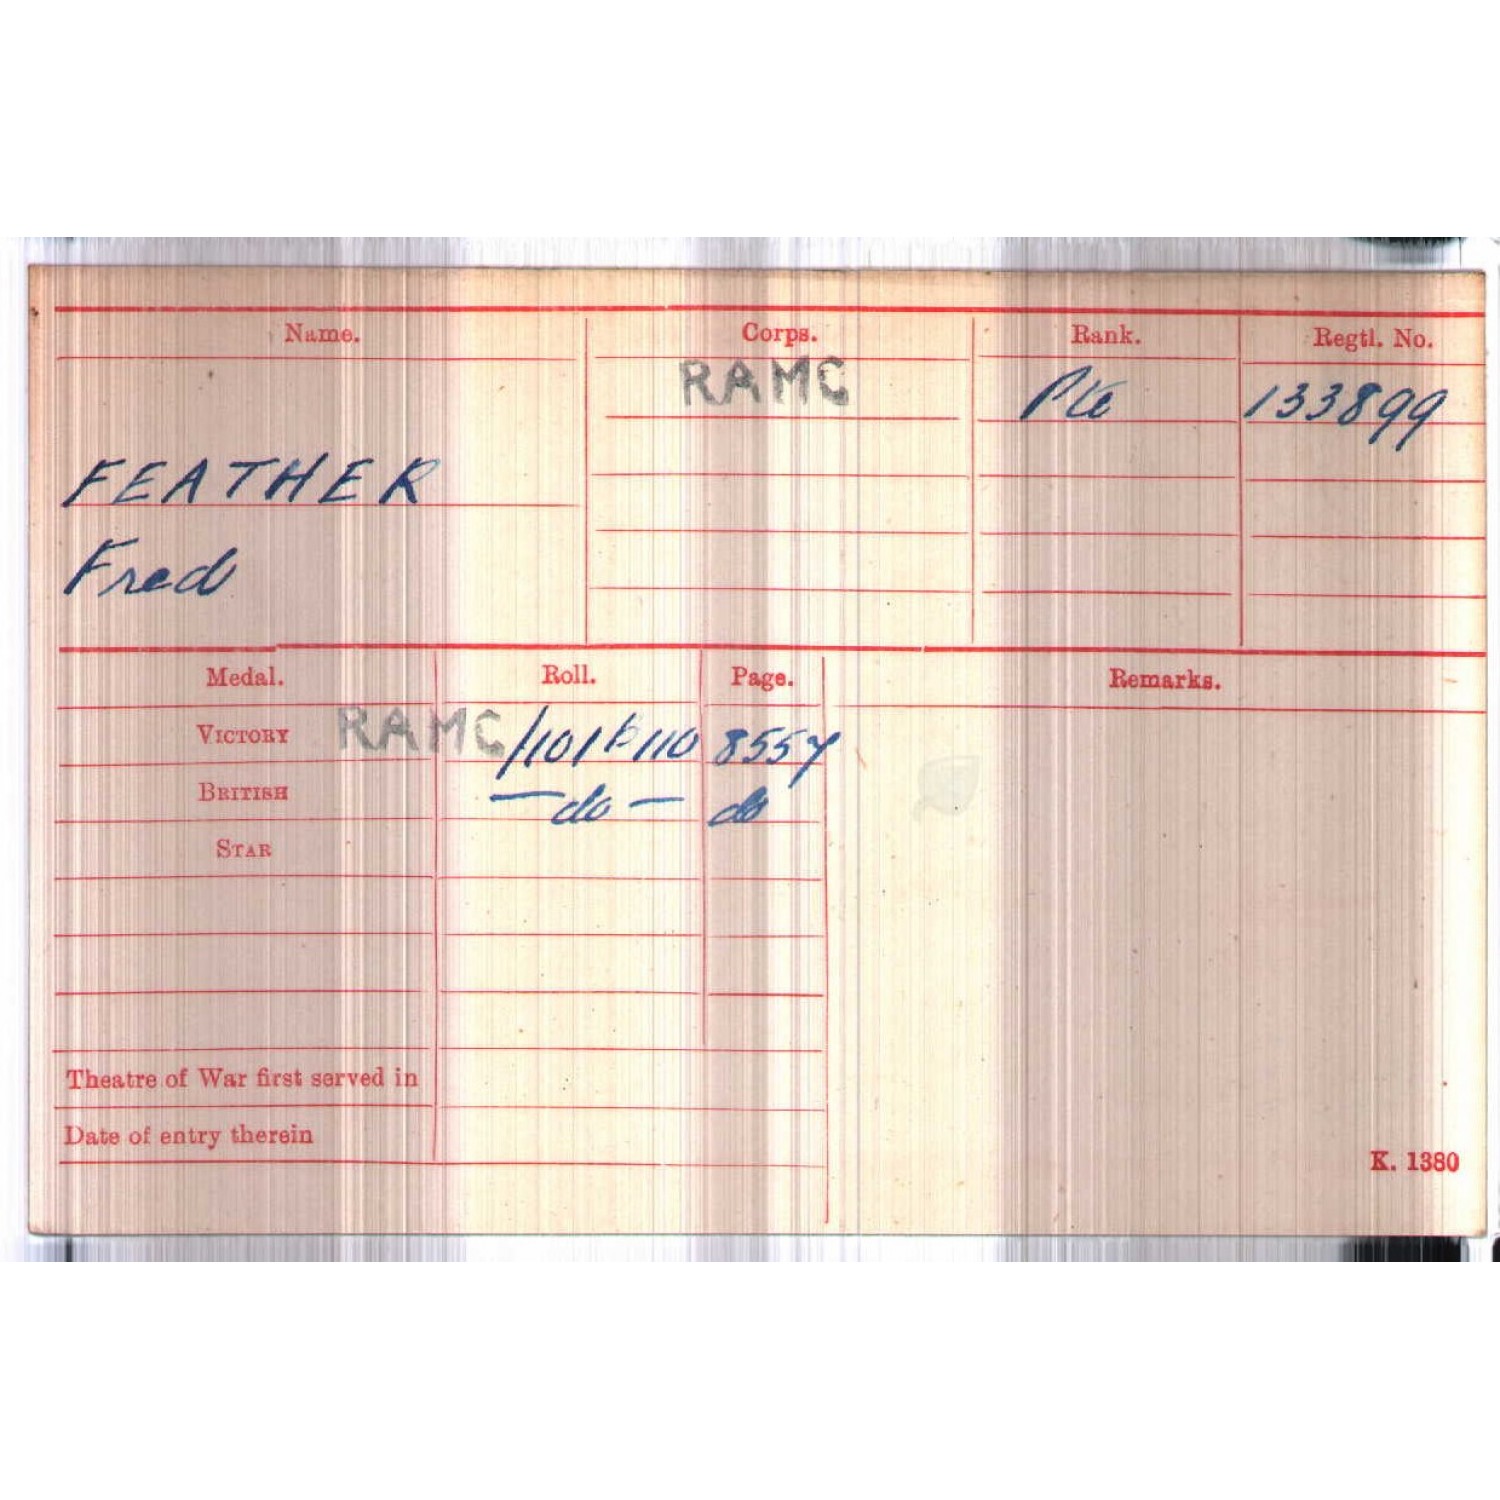 Name. Corps. Rank. Regtl. No.
RAMC Pte 133899
FEATHER
Fred
Medal. Roll. Page. Remarks.
VICTORY RAMC/101B110 8557
BRITISH — do — do
STAR
Theatre of War first served in
Date of entry therein
K. 1380